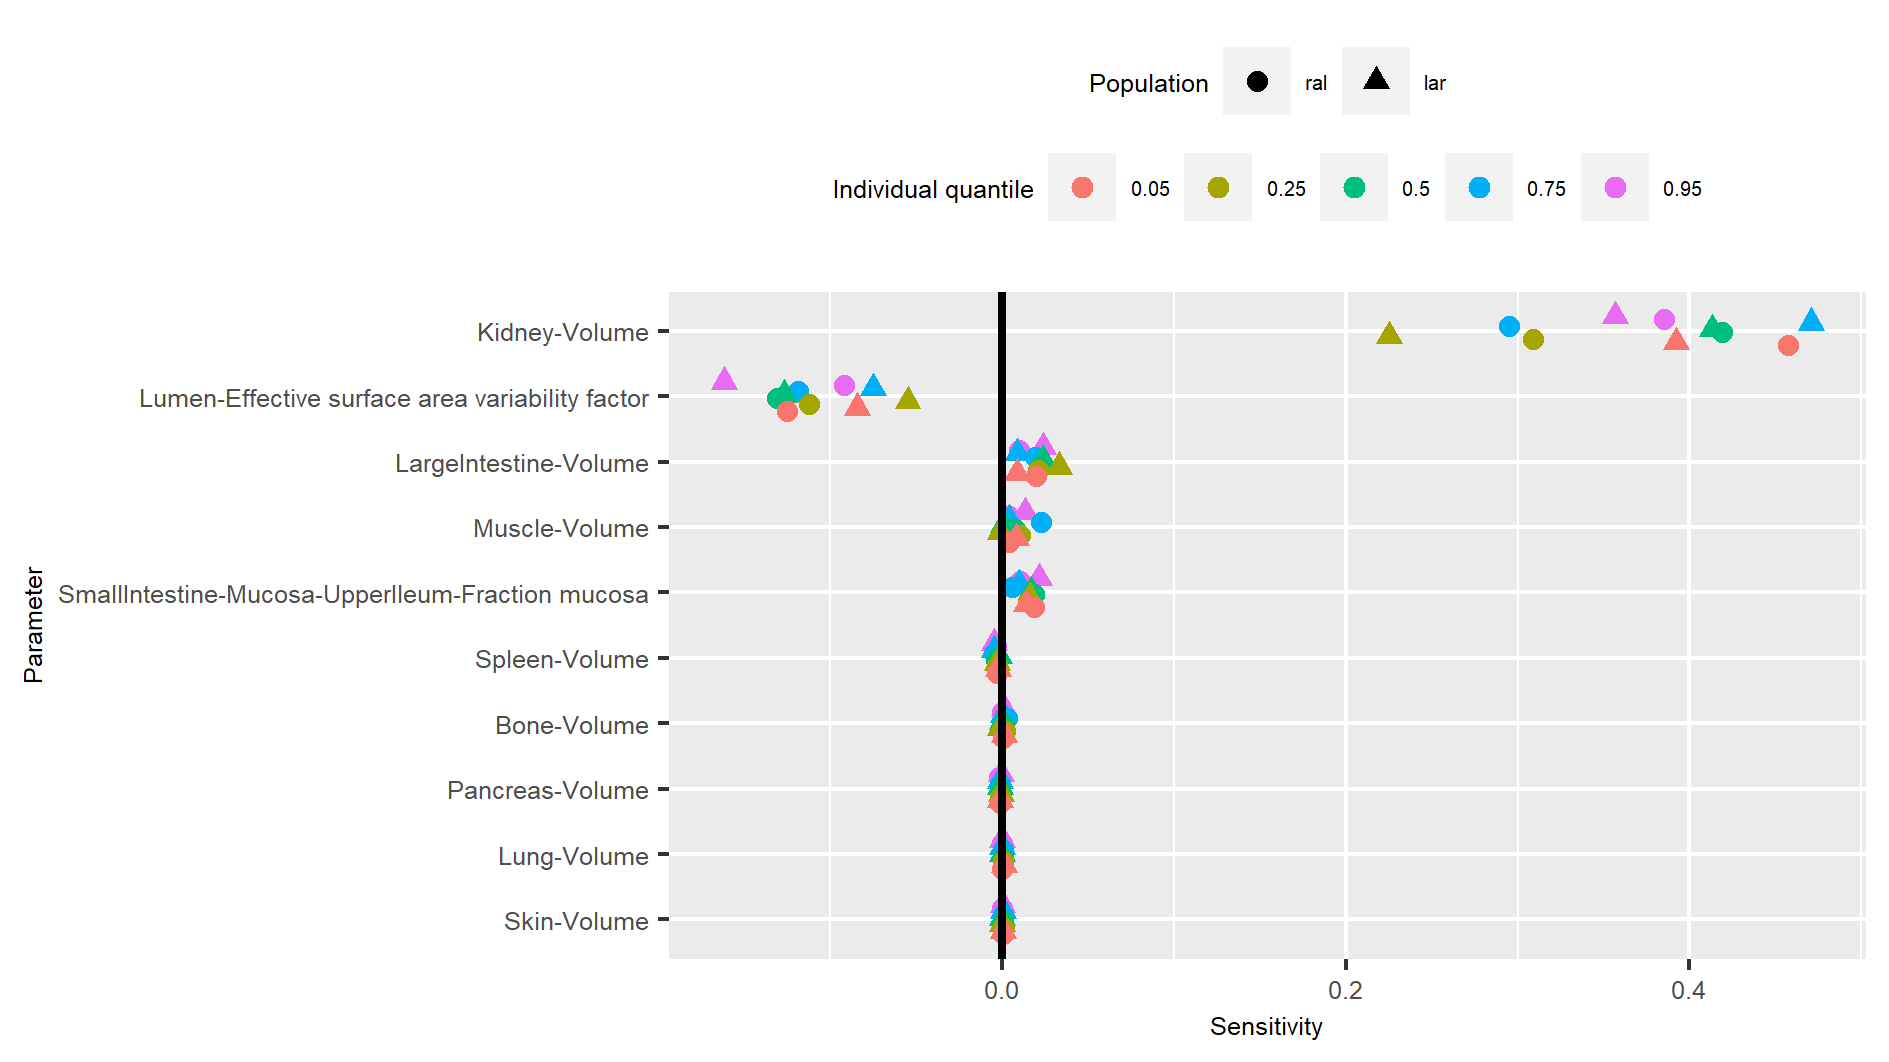 Population ral lar
Individual quantile 0.05 0.25 0.5 0.75 0.95
Kidney-Volume
Lumen-Effective surface area variability factor
LargeIntestine-Volume
Muscle-Volume
SmallIntestine-Mucosa-UpperIleum-Fraction mucosa
Spleen-Volume
Bone-Volume
Pancreas-Volume
Lung-Volume
Skin-Volume
Parameter
0.0 0.2 0.4
Sensitivity